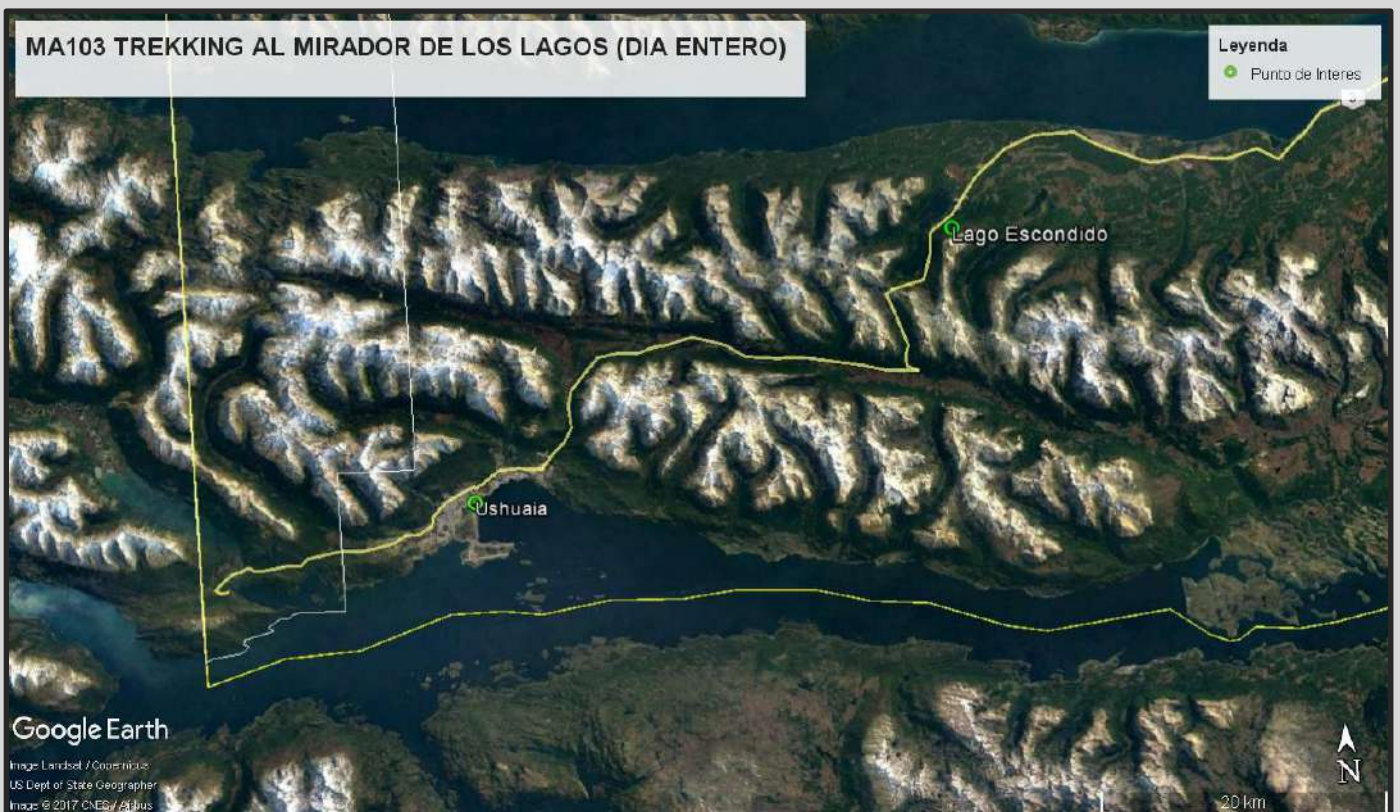 MA103 TREKKING AL MIRADOR DE LOS LAGOS (DIA ENTERO)
Leyenda
Punto de Interes
3
Lago Escondido
Ushuaia
Google Earth
Image Landsat / Copernicus
US Dept of State Geographer
Image © 2017 CNES / Airbus
N
20 km